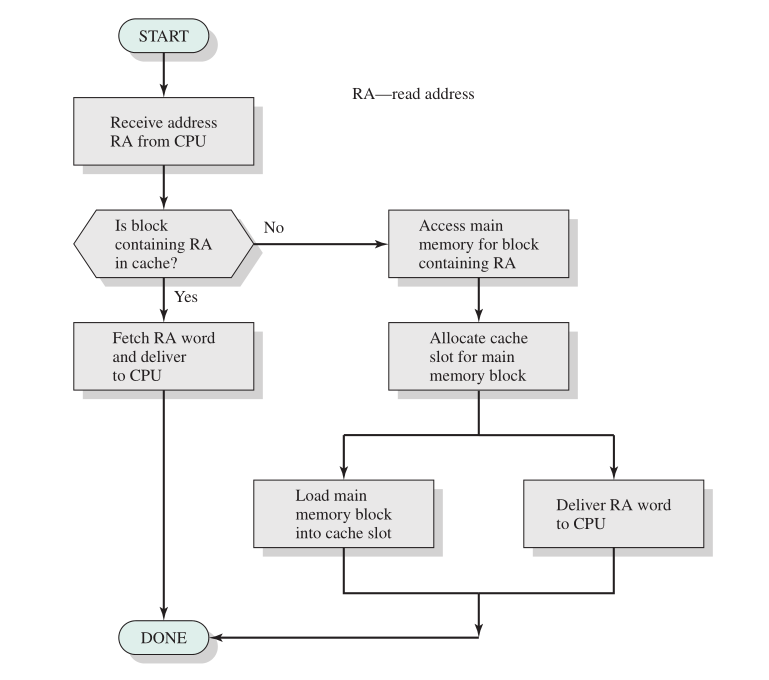 START
RA—read address
Receive address
RA from CPU
Is block
containing RA
in cache?
No
Access main
memory for block
containing RA
Yes
Fetch RA word
and deliver
to CPU
Allocate cache
slot for main
memory block
Load main
memory block
into cache slot
Deliver RA word
to CPU
DONE